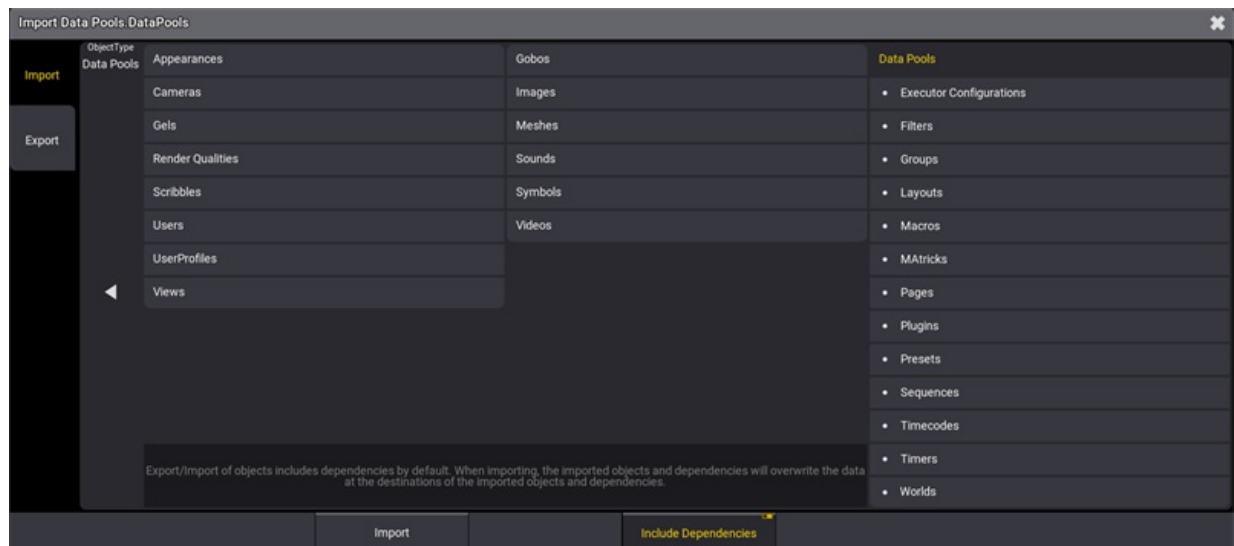 Import Data Pools.DataPools
Import
Export
ObjectType
Data Pools
Appearances
Cameras
Gels
Render Qualities
Scribbles
Users
UserProfiles
Views
Gobos
Images
Meshes
Sounds
Symbols
Videos
Data Pools
• Executor Configurations
• Filters
• Groups
• Layouts
• Macros
• MAtricks
• Pages
• Plugins
• Presets
• Sequences
• Timecodes
• Timers
• Worlds
Export/Import of objects includes dependencies by default. When importing, the imported objects and dependencies will overwrite the data
at the destinations of the imported objects and dependencies.
Import
Include Dependencies